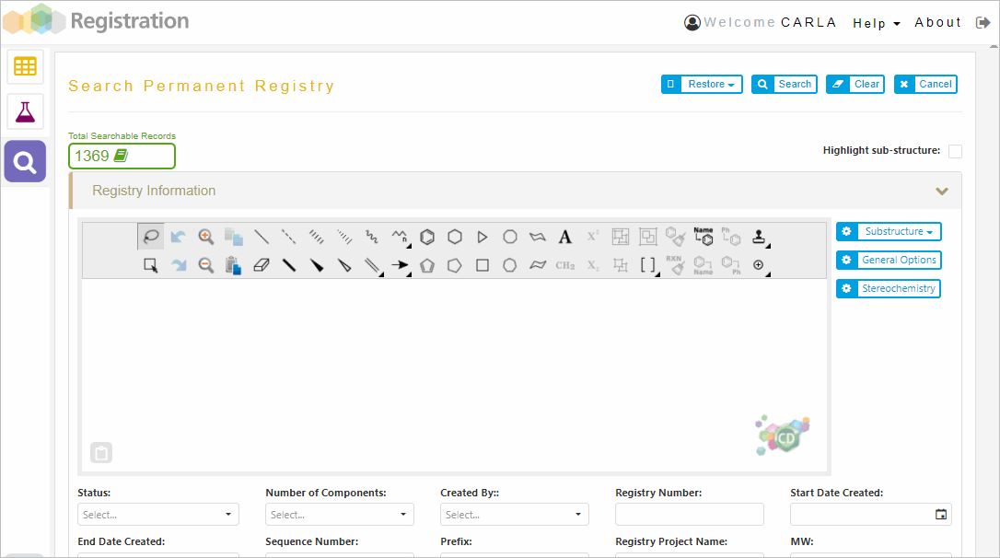 Registration
Welcome CARLA Help About
Search Permanent Registry
Restore Search Clear Cancel
Total Searchable Records
1369
Highlight sub-structure:
Registry Information
A X² Name Ph
CH₂ X₂ [ ] RXN Name Ph
Substructure
General Options
Stereochemistry
ICD
Status: Number of Components: Created By:: Registry Number: Start Date Created:
Select... Select... Select...
End Date Created: Sequence Number: Prefix: Registry Project Name: MW: